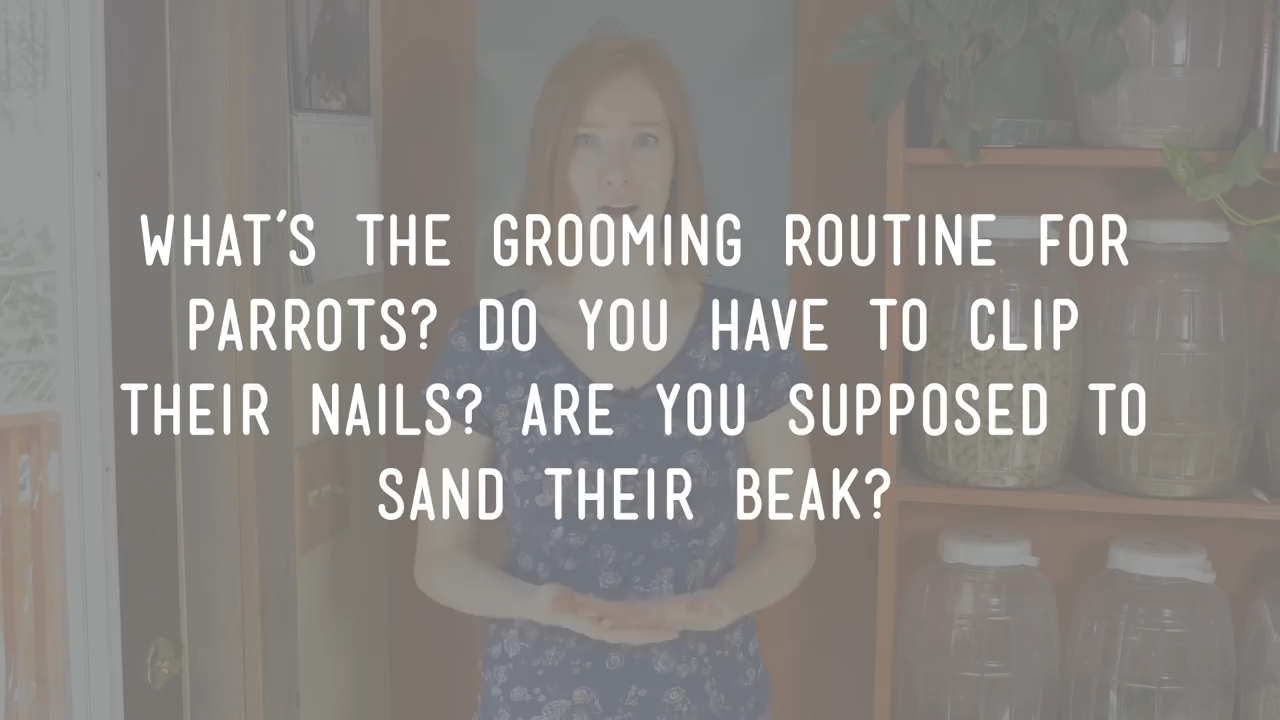 WHAT'S THE GROOMING ROUTINE FOR
PARROTS? DO YOU HAVE TO CLIP
THEIR NAILS? ARE YOU SUPPOSED TO
SAND THEIR BEAK?